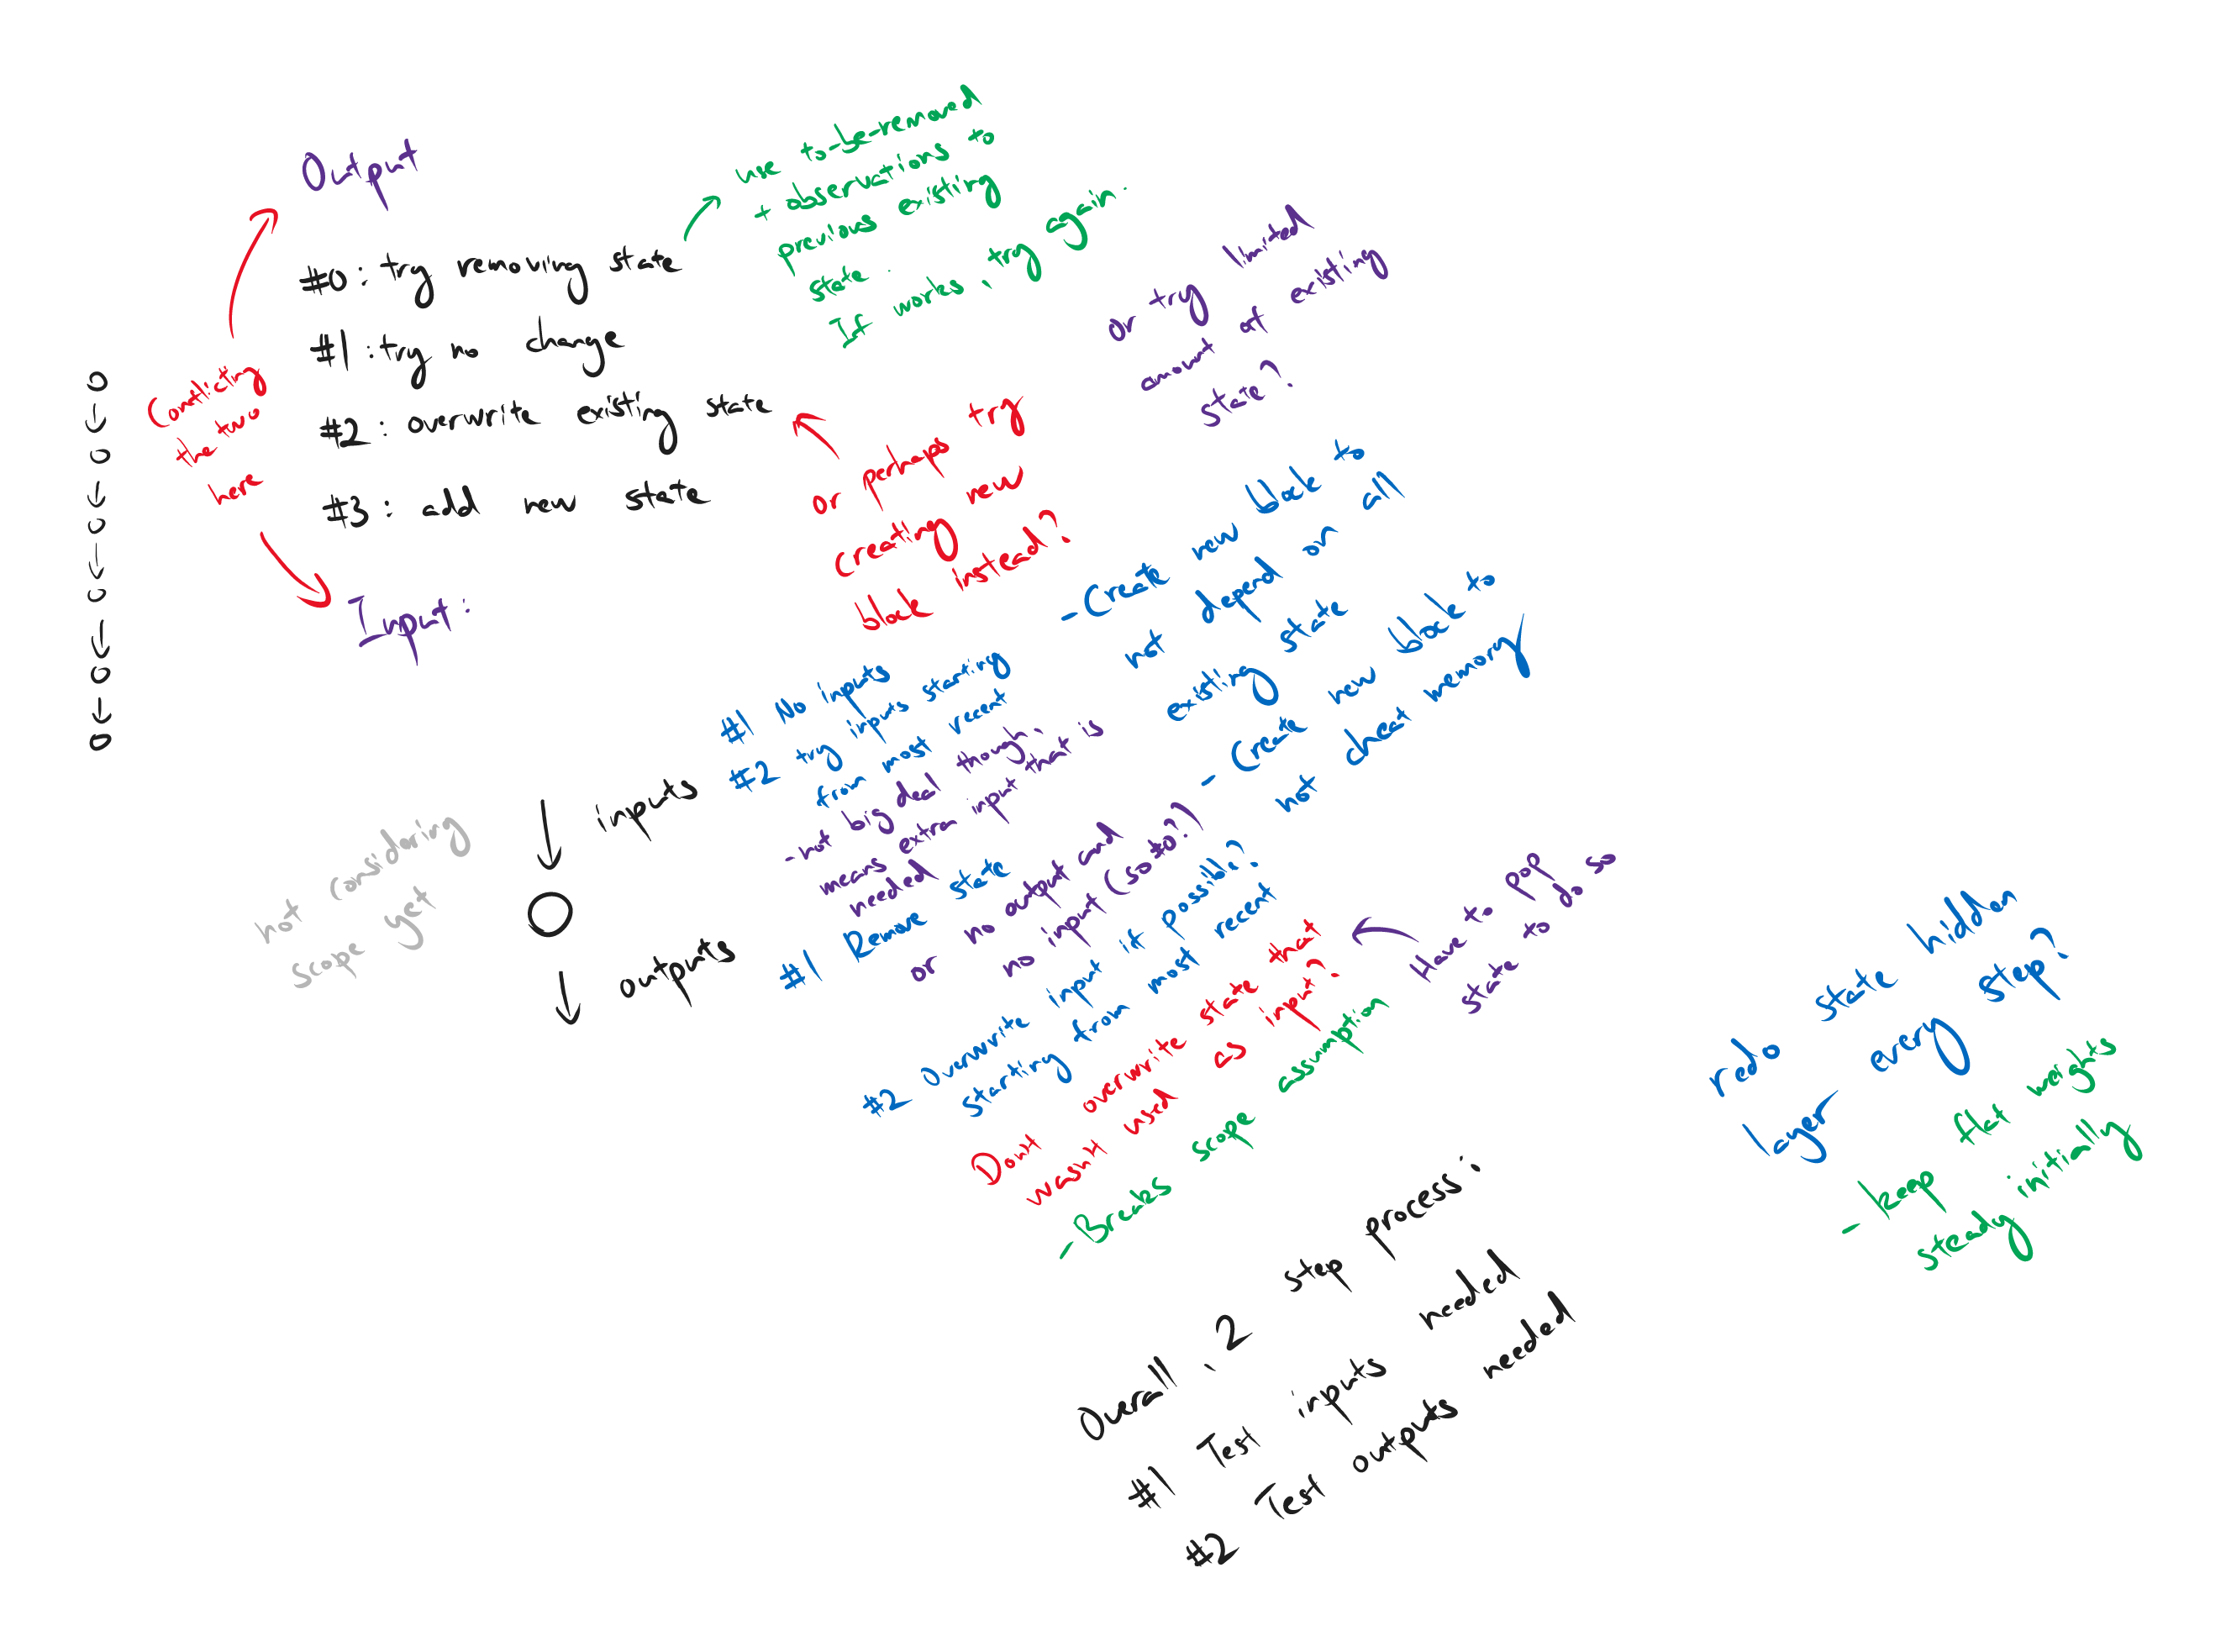 Output
#0: try removing state
#1: try no change
#2: overwrite existing state
#3: add new state
Conflicting
the two
here
Input:
use to-be-removed
+ observations to
previous existing
state.
If works, try again.
Or try limited
amount of existing
state?
or perhaps try
creating new
block instead?
-Create new block to
not depend on all
existing state
- Create new block to
not cheat memory
inputs
#1 No inputs
#2 try inputs starting
from most recent
-not big deal though-
means extra input that is
needed
Not considering
scope yet
outputs
#1 Remove state
or no output and
no input (goto?)
#2 Overwrite input if possible?
starting from most recent
Don't overwrite state that
wasn't used as input?
-Breaks scope assumption
Have to pop
state to do so
Overall, 2 step process:
#1 Test inputs needed
#2 Test outputs needed
redo state hidden
layer every step?
-keep that weights
steady initially